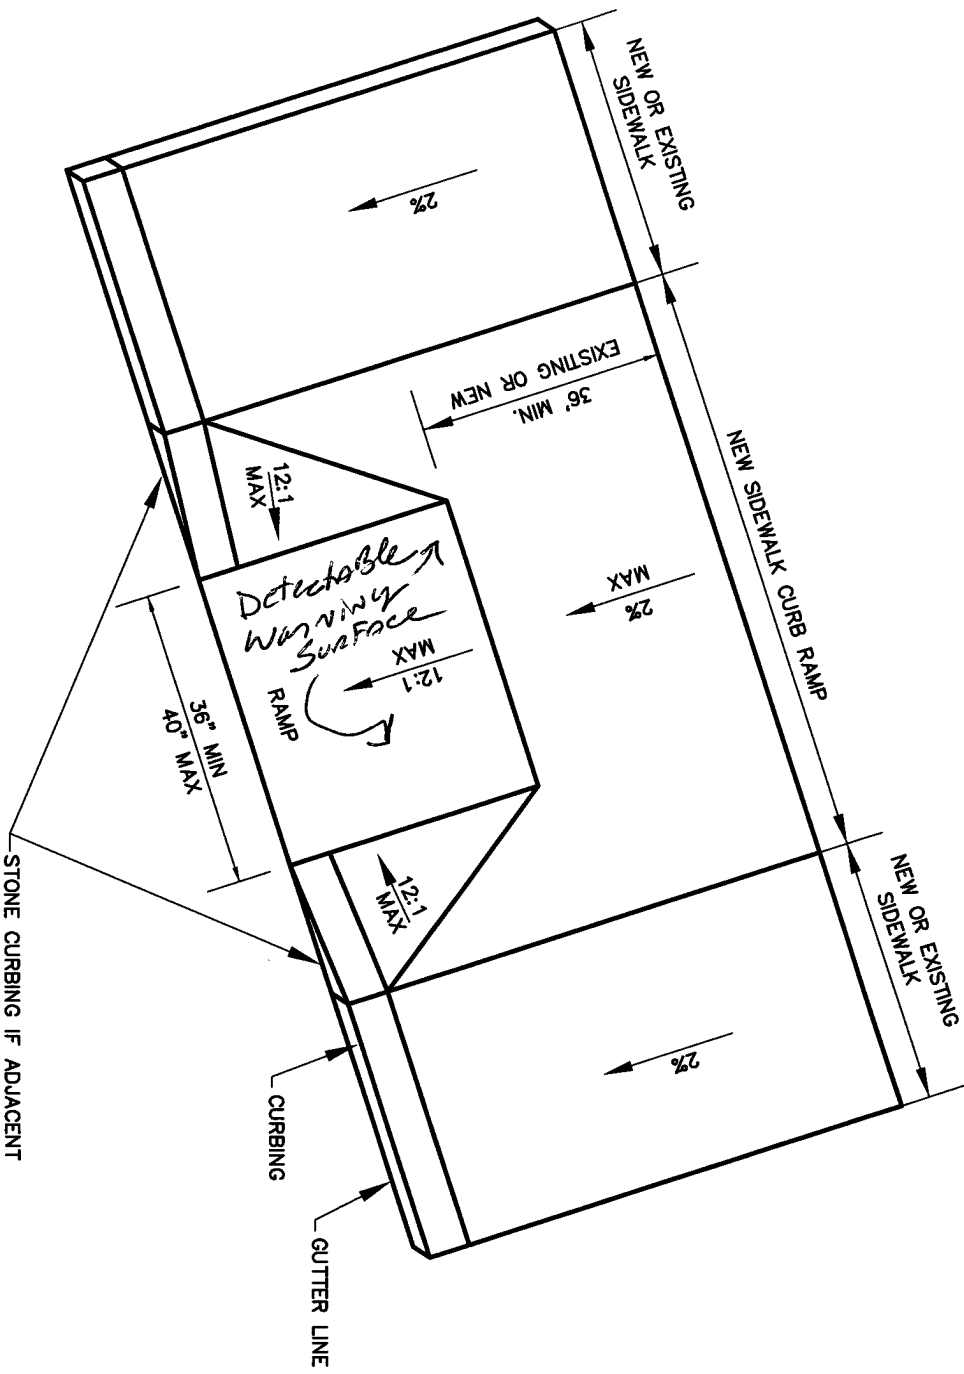 NEW OR EXISTING
SIDEWALK
NEW SIDEWALK CURB RAMP
NEW OR EXISTING
SIDEWALK
2%
EXISTING OR NEW
36' MIN.
2%
MAX
2%
12:1
MAX
Detectable
Warning
Surface
12:1
MAX
RAMP
12:1
MAX
36" MIN
40" MAX
STONE CURBING IF ADJACENT
CURBING
GUTTER LINE